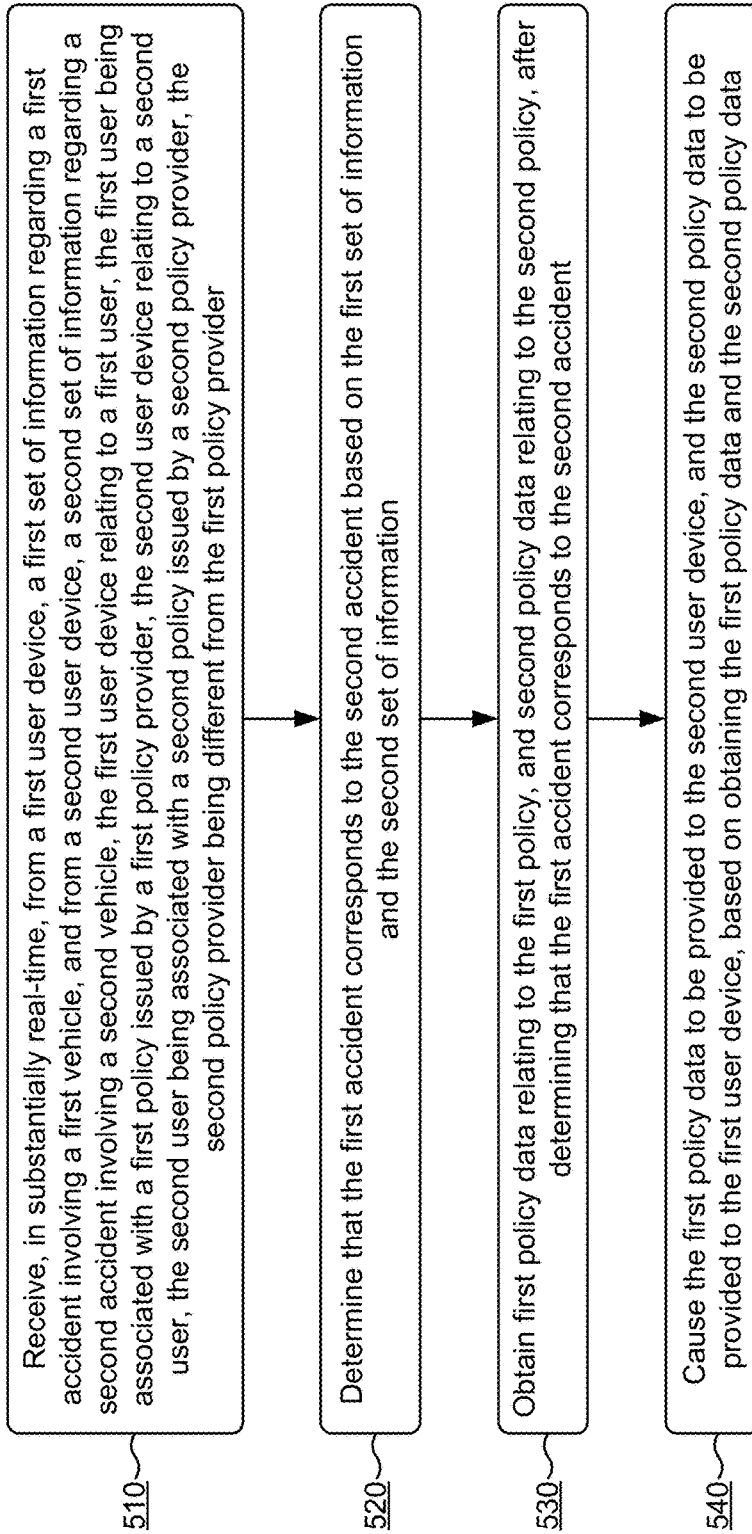 510
Receive, in substantially real-time, from a first user device, a first set of information regarding a first
accident involving a first vehicle, and from a second user device, a second set of information regarding a
second accident involving a second vehicle, the first user device relating to a first user, the first user being
associated with a first policy issued by a first policy provider, the second user device relating to a second
user, the second user being associated with a second policy issued by a second policy provider, the
second policy provider being different from the first policy provider
520
Determine that the first accident corresponds to the second accident based on the first set of information
and the second set of information
530
Obtain first policy data relating to the first policy, and second policy data relating to the second policy, after
determining that the first accident corresponds to the second accident
540
Cause the first policy data to be provided to the second user device, and the second policy data to be
provided to the first user device, based on obtaining the first policy data and the second policy data